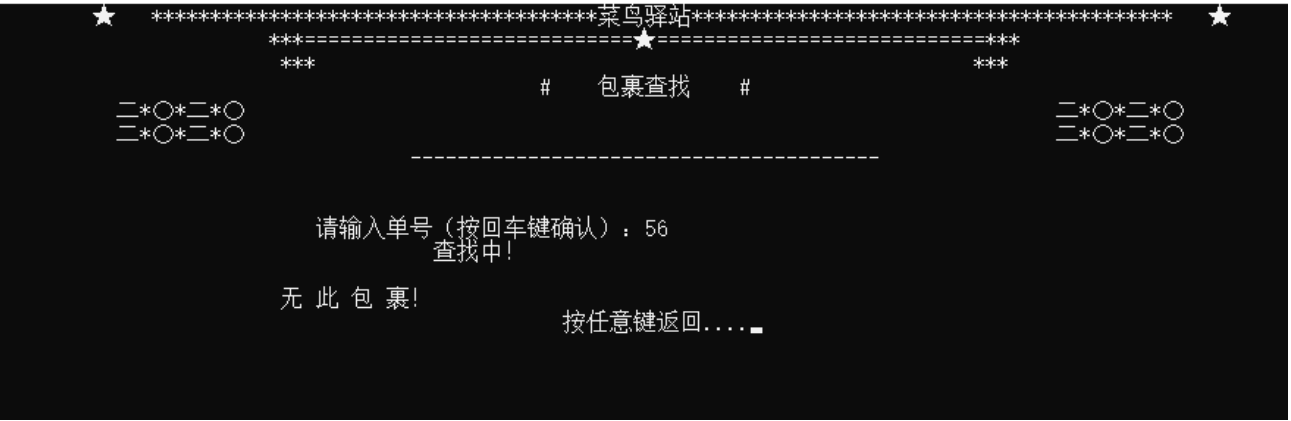 ★ **************************************菜鸟驿站***************************************** ★
***============================★============================***
*** ***
# 包裹查找 #
二*〇*二*〇 二*〇*二*〇
二*〇*二*〇 二*〇*二*〇
----------------------------------------
请输入单号（按回车键确认）：56
查找中!
无 此 包 裹!
按任意键返回....